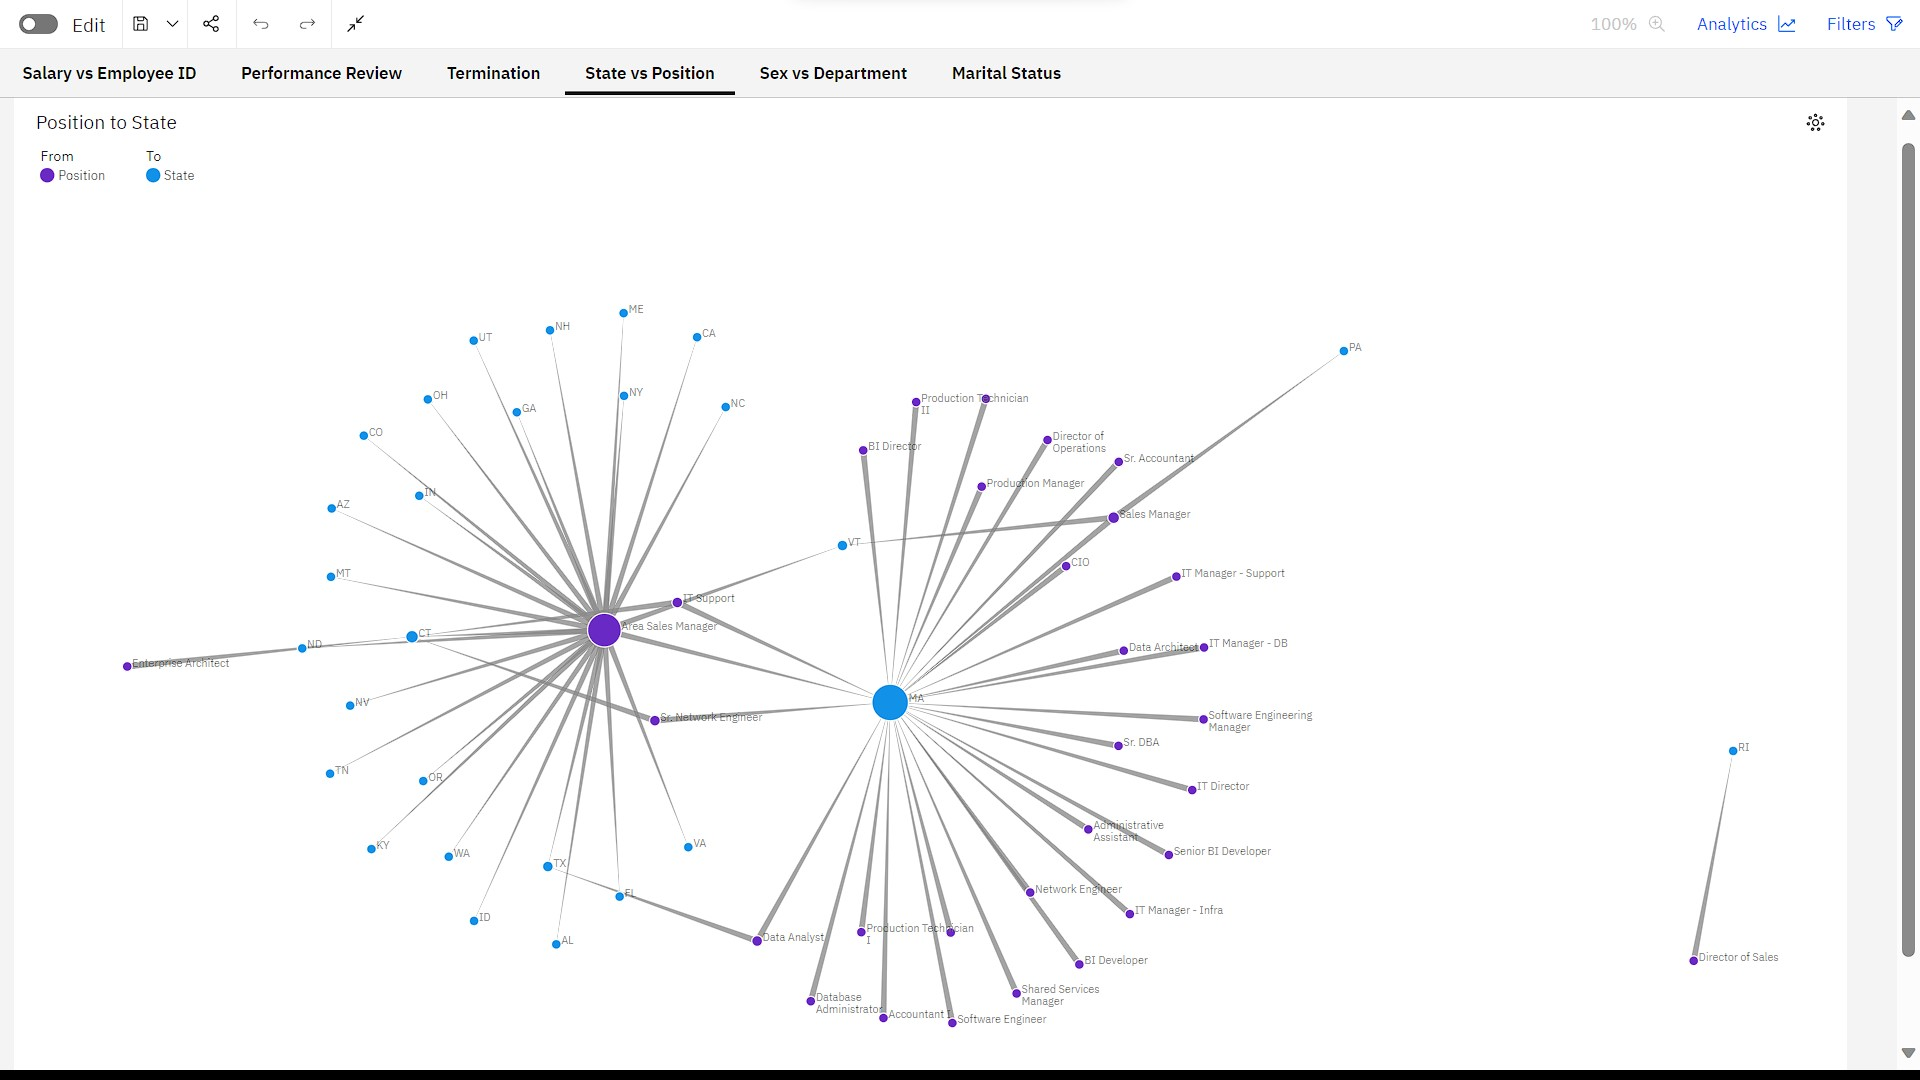 Edit
100%
Analytics
Filters
Salary vs Employee ID
Performance Review
Termination
State vs Position
Sex vs Department
Marital Status
Position to State
From
To
Position
State
ME
NH
CA
UT
PA
OH
NY
NC
GA
Production Technician
II
CO
Director of
Operations
BI Director
Sr. Accountant
Production Manager
IN
AZ
Sales Manager
VT
CIO
MT
IT Manager - Support
IT Support
Area Sales Manager
CT
ND
IT Manager - DB
Data Architect
Enterprise Architect
MA
NV
Sr. Network Engineer
Software Engineering
Manager
Sr. DBA
RI
TN
OR
IT Director
Administrative
Assistant
KY
VA
WA
Senior BI Developer
TX
FL
Network Engineer
IT Manager - Infra
ID
Production Technician
I
AL
Data Analyst
Director of Sales
BI Developer
Shared Services
Manager
Database
Administrator
Accountant I
Software Engineer